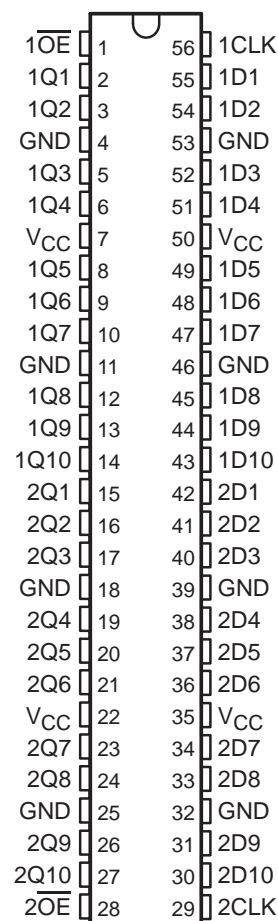 1O̅E̅ 1 56 1CLK
1Q1 2 55 1D1
1Q2 3 54 1D2
GND 4 53 GND
1Q3 5 52 1D3
1Q4 6 51 1D4
VCC 7 50 VCC
1Q5 8 49 1D5
1Q6 9 48 1D6
1Q7 10 47 1D7
GND 11 46 GND
1Q8 12 45 1D8
1Q9 13 44 1D9
1Q10 14 43 1D10
2Q1 15 42 2D1
2Q2 16 41 2D2
2Q3 17 40 2D3
GND 18 39 GND
2Q4 19 38 2D4
2Q5 20 37 2D5
2Q6 21 36 2D6
VCC 22 35 VCC
2Q7 23 34 2D7
2Q8 24 33 2D8
GND 25 32 GND
2Q9 26 31 2D9
2Q10 27 30 2D10
2O̅E̅ 28 29 2CLK